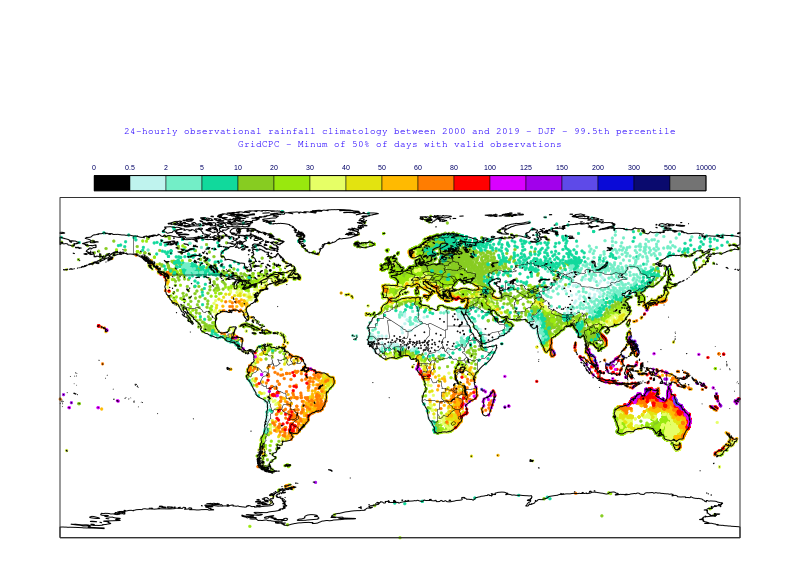 24-hourly observational rainfall climatology between 2000 and 2019 - DJF - 99.5th percentile
GridCPC - Minum of 50% of days with valid observations
0 0.5 2 5 10 20 30 40 50 60 80 100 125 150 200 300 500 10000